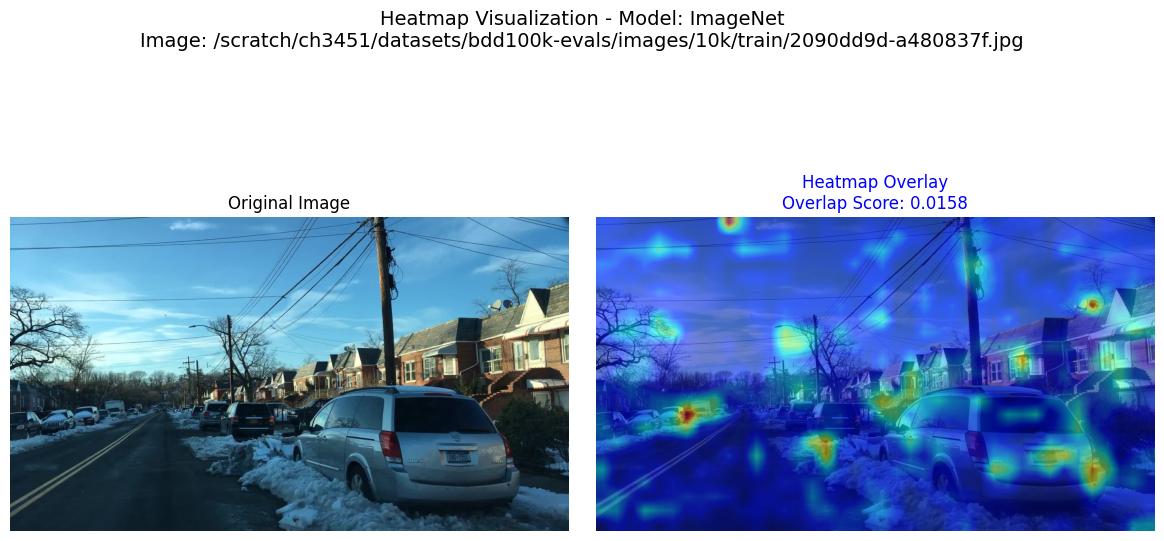 Heatmap Visualization - Model: ImageNet
Image: /scratch/ch3451/datasets/bdd100k-evals/images/10k/train/2090dd9d-a480837f.jpg
Original Image
Heatmap Overlay
Overlap Score: 0.0158